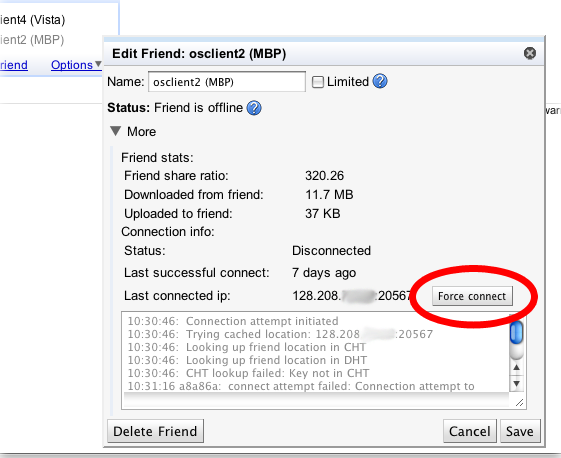 ient4 (Vista)
ient2 (MBP)
riend Options
Edit Friend: osclient2 (MBP)
Name: osclient2 (MBP) Limited ?
Status: Friend is offline ?
More
Friend stats:
Friend share ratio: 320.26
Downloaded from friend: 11.7 MB
Uploaded to friend: 37 KB
Connection info:
Status: Disconnected
Last successful connect: 7 days ago
Last connected ip: 128.208. :20567 Force connect
10:30:46: Connection attempt initiated
10:30:46: Trying cached location: 128.208. :20567
10:30:46: Looking up friend location in CHT
10:30:46: Looking up friend location in DHT
10:30:46: CHT lookup failed: Key not in CHT
10:31:16 a8a86a: connect attempt failed: Connection attempt to
Delete Friend Cancel Save